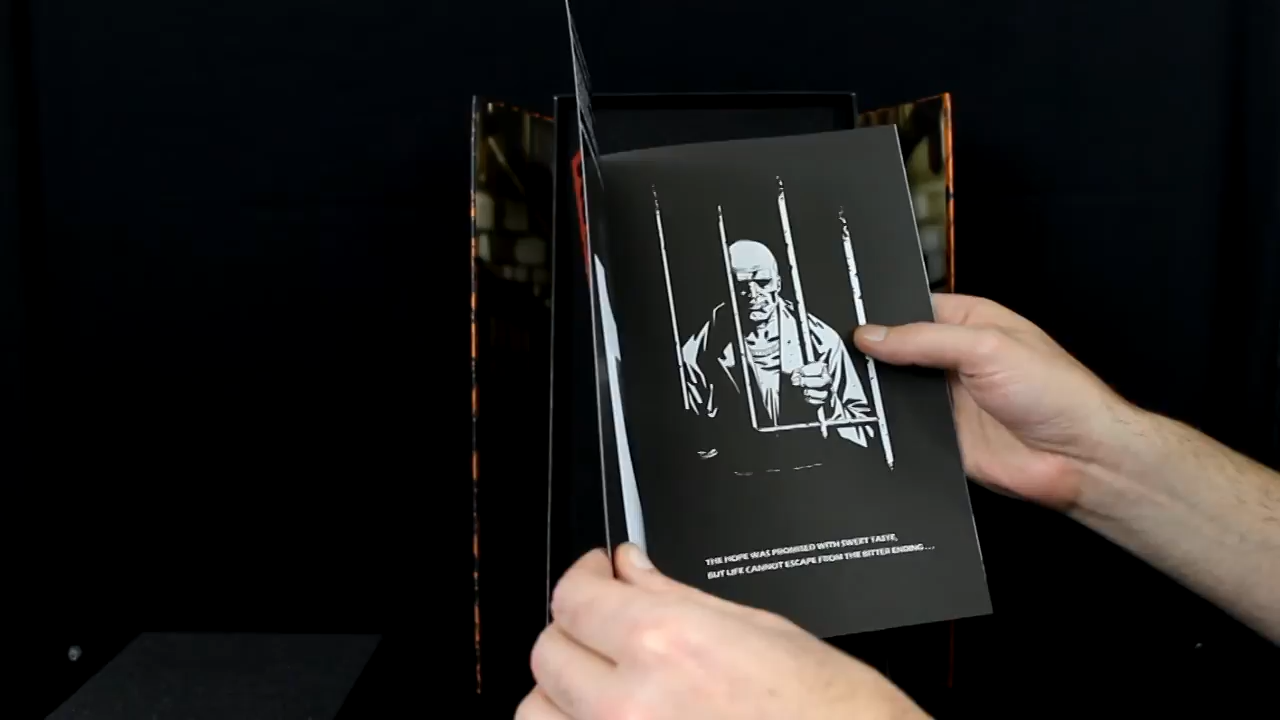 THE HOPE WAS PROMISED WITH SWEET TASTE,
BUT LIFE CANNOT ESCAPE FROM THE BITTER ENDING...